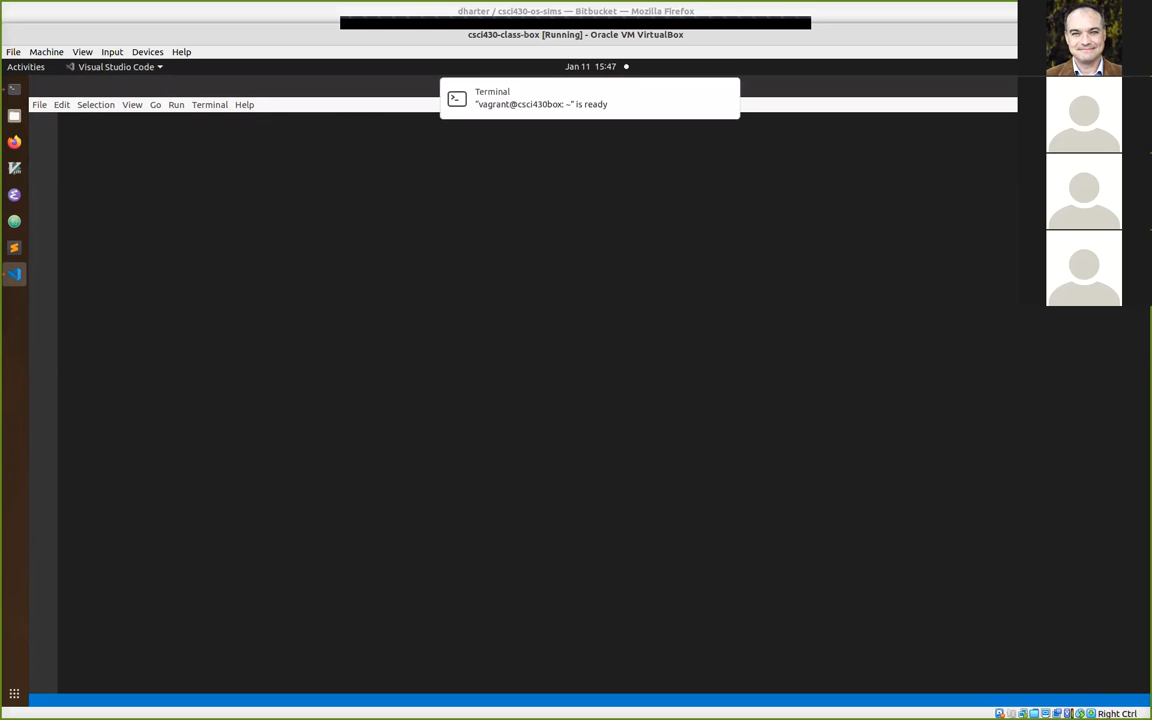 dharter / csci430-os-sims — Bitbucket — Mozilla Firefox
csci430-class-box [Running] - Oracle VM VirtualBox
File Machine View Input Devices Help
Activities Visual Studio Code Jan 11 15:47
Terminal
"vagrant@csci430box: ~" is ready
File Edit Selection View Go Run Terminal Help
Right Ctrl